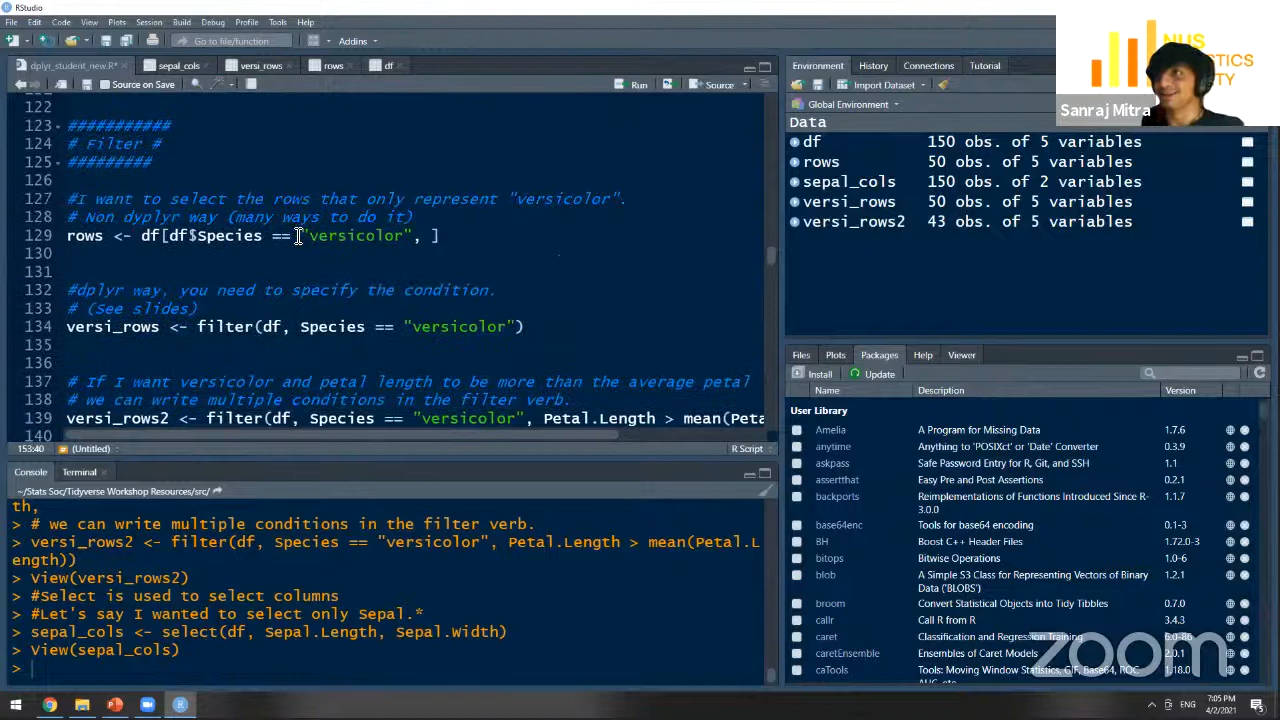 RStudio
File Edit Code View Plots Session Build Debug Profile Tools Help
Go to file/function Addins
dplyr_student_new.R* sepal_cols versi_rows rows df
Source on Save Run Source
122
123 ###########
124 # Filter #
125 #########
126
127 #I want to select the rows that only represent "versicolor".
128 # Non dyplyr way (many ways to do it)
129 rows <- df[df$Species == "versicolor", ]
130
131
132 #dplyr way, you need to specify the condition.
133 # (See slides)
134 versi_rows <- filter(df, Species == "versicolor")
135
136
137 # If I want versicolor and petal length to be more than the average petal
138 # we can write multiple conditions in the filter verb.
139 versi_rows2 <- filter(df, Species == "versicolor", Petal.Length > mean(Peta
140
153:40 (Untitled) R Script
Console Terminal
~/Stats Soc/Tidyverse Workshop Resources/src/
th,
> # we can write multiple conditions in the filter verb.
> versi_rows2 <- filter(df, Species == "versicolor", Petal.Length > mean(Petal.L
ength))
> View(versi_rows2)
> #Select is used to select columns
> #Let's say I wanted to select only Sepal.*
> sepal_cols <- select(df, Sepal.Length, Sepal.Width)
> View(sepal_cols)
>
Environment History Connections Tutorial
Import Dataset
Global Environment
Data
df 150 obs. of 5 variables
rows 50 obs. of 5 variables
sepal_cols 150 obs. of 2 variables
versi_rows 50 obs. of 5 variables
versi_rows2 43 obs. of 5 variables
Files Plots Packages Help Viewer
Install Update
Name Description Version
User Library
Amelia A Program for Missing Data 1.7.6
anytime Anything to 'POSIXct' or 'Date' Converter 0.3.9
askpass Safe Password Entry for R, Git, and SSH 1.1
assertthat Easy Pre and Post Assertions 0.2.1
backports Reimplementations of Functions Introduced Since R- 1.1.7
3.0.0
base64enc Tools for base64 encoding 0.1-3
BH Boost C++ Header Files 1.72.0-3
bitops Bitwise Operations 1.0-6
blob A Simple S3 Class for Representing Vectors of Binary 1.2.1
Data ('BLOBS')
broom Convert Statistical Objects into Tidy Tibbles 0.7.0
callr Call R from R 3.4.3
caret Classification and Regression Training 6.0-86
caretEnsemble Ensembles of Caret Models 2.0.1
caTools Tools: Moving Window Statistics, GIF, Base64, ROC 1.18.0
AUC, etc.
zoom
NUS
Sanraj Mitra
ENG
7:05 PM
4/2/2021